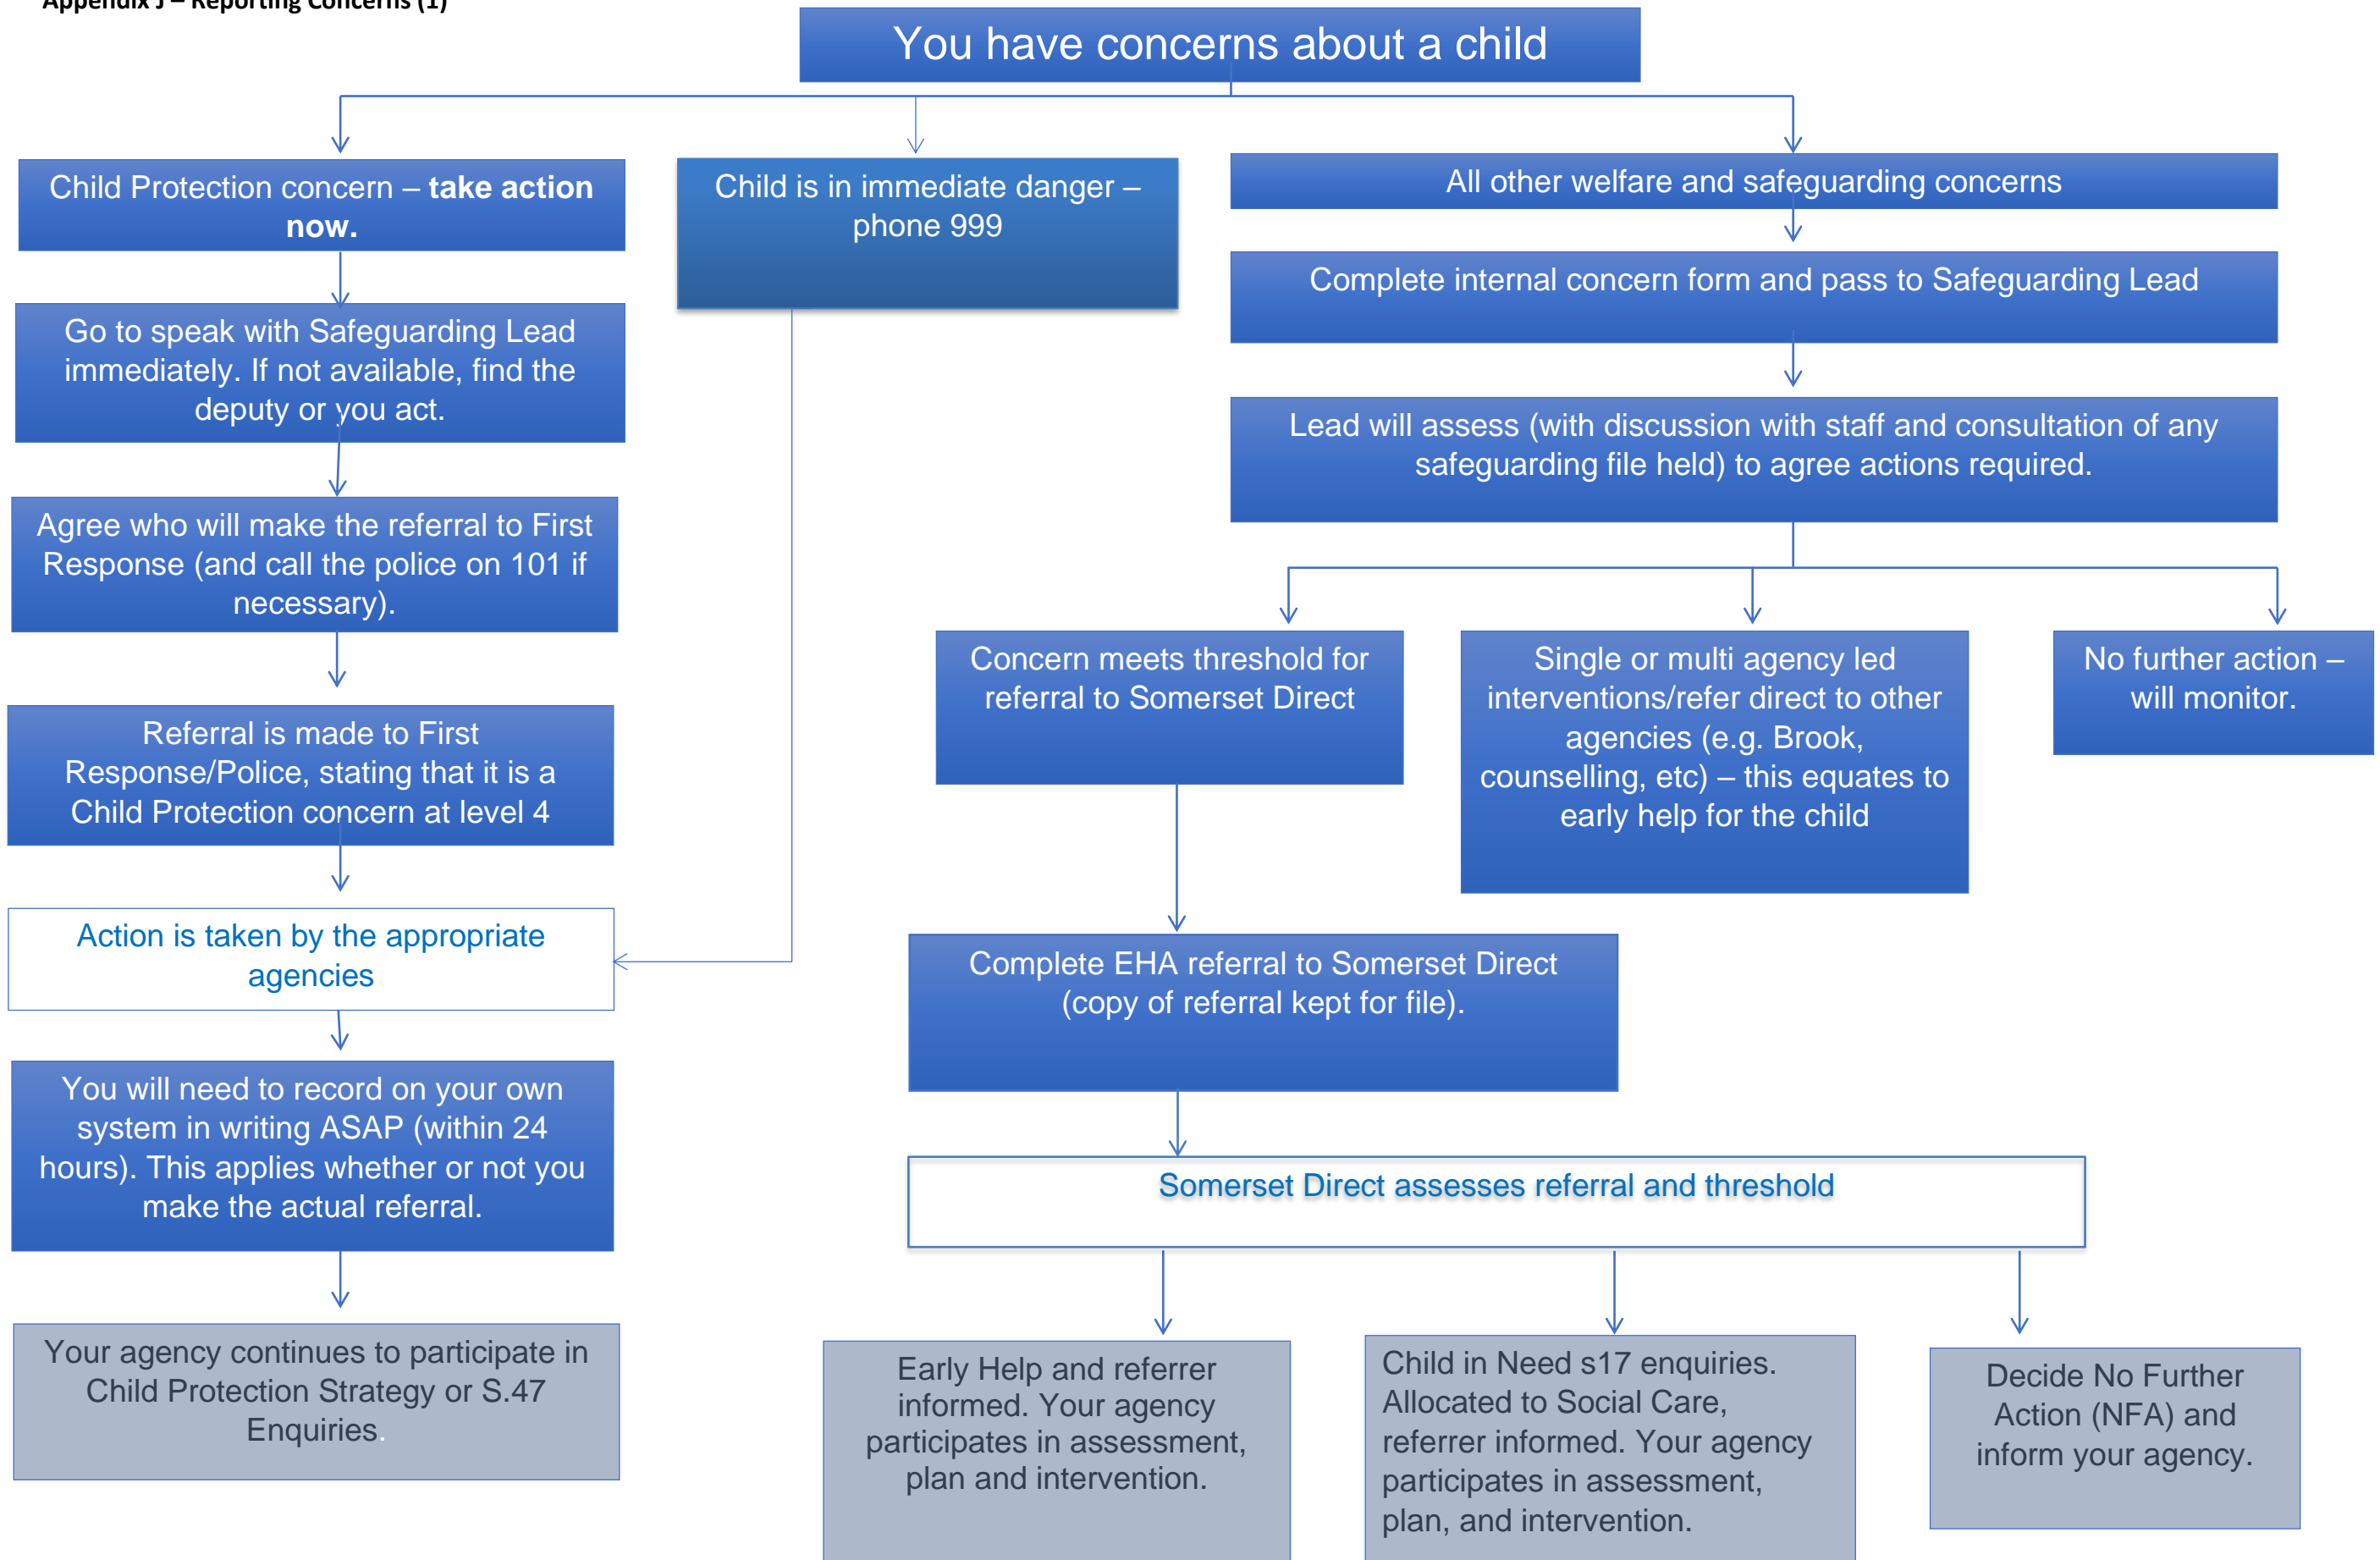 Appendix J – Reporting Concerns (1)
You have concerns about a child
Child Protection concern – take action
now.
Go to speak with Safeguarding Lead
immediately. If not available, find the
deputy or you act.
Agree who will make the referral to First
Response (and call the police on 101 if
necessary).
Referral is made to First
Response/Police, stating that it is a
Child Protection concern at level 4
Action is taken by the appropriate
agencies
You will need to record on your own
system in writing ASAP (within 24
hours). This applies whether or not you
make the actual referral.
Your agency continues to participate in
Child Protection Strategy or S.47
Enquiries.
Child is in immediate danger –
phone 999
All other welfare and safeguarding concerns
Complete internal concern form and pass to Safeguarding Lead
Lead will assess (with discussion with staff and consultation of any
safeguarding file held) to agree actions required.
Concern meets threshold for
referral to Somerset Direct
Single or multi agency led
interventions/refer direct to other
agencies (e.g. Brook,
counselling, etc) – this equates to
early help for the child
No further action –
will monitor.
Complete EHA referral to Somerset Direct
(copy of referral kept for file).
Somerset Direct assesses referral and threshold
Early Help and referrer
informed. Your agency
participates in assessment,
plan and intervention.
Child in Need s17 enquiries.
Allocated to Social Care,
referrer informed. Your agency
participates in assessment,
plan, and intervention.
Decide No Further
Action (NFA) and
inform your agency.